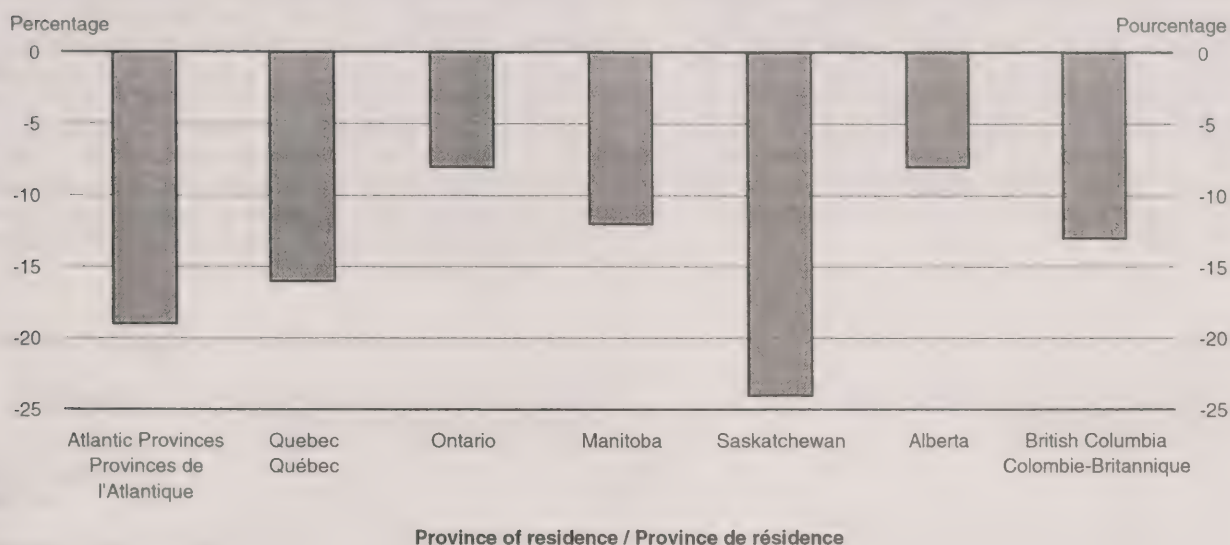 Percentage Pourcentage
0 0
-5 -5
-10 -10
-15 -15
-20 -20
-25 -25
Atlantic Provinces Quebec Ontario Manitoba Saskatchewan Alberta British Columbia
Provinces de Québec Colombie-Britannique
l'Atlantique
Province of residence / Province de résidence